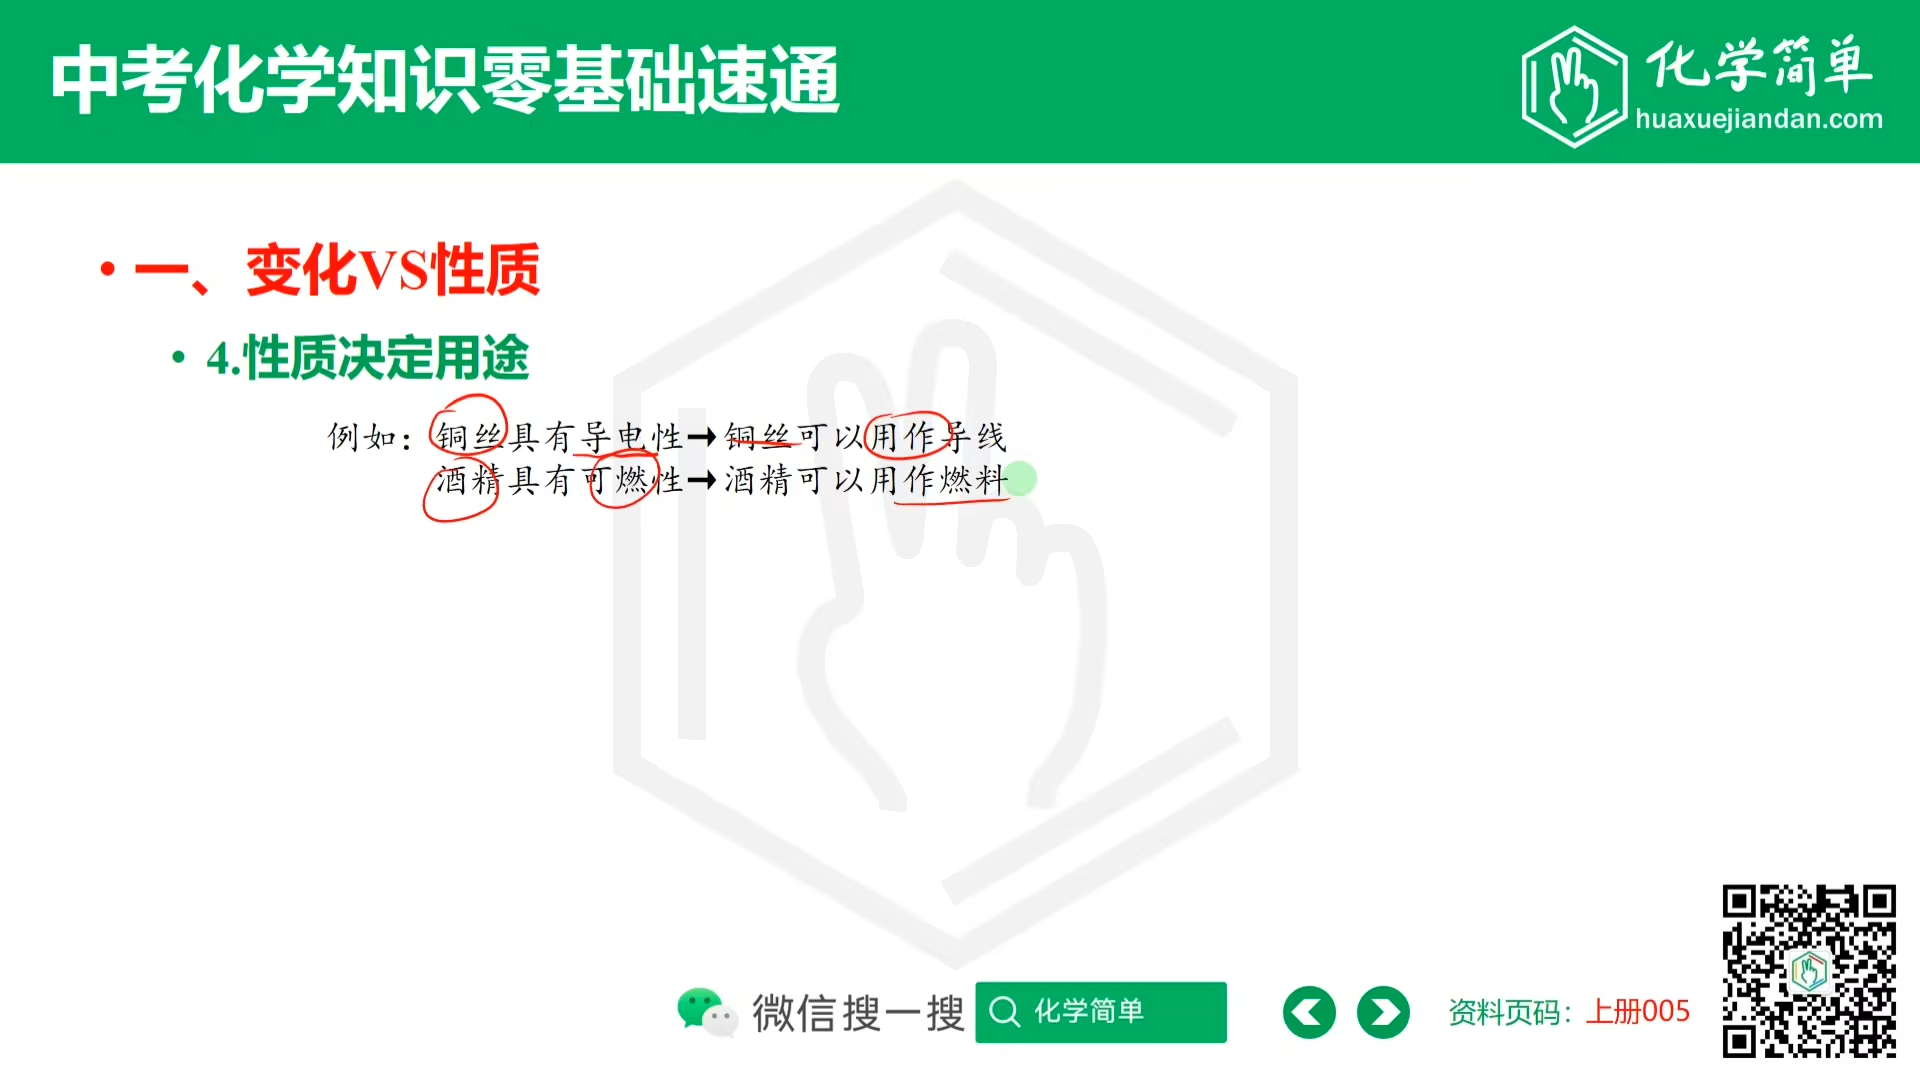 中考化学知识零基础速通
化学简单
huaxuejiandan.com
• 一、变化VS性质
• 4.性质决定用途
例如：铜丝具有导电性➞铜丝可以用作导线
酒精具有可燃性➞酒精可以用作燃料
微信搜一搜
化学简单
资料页码：上册005